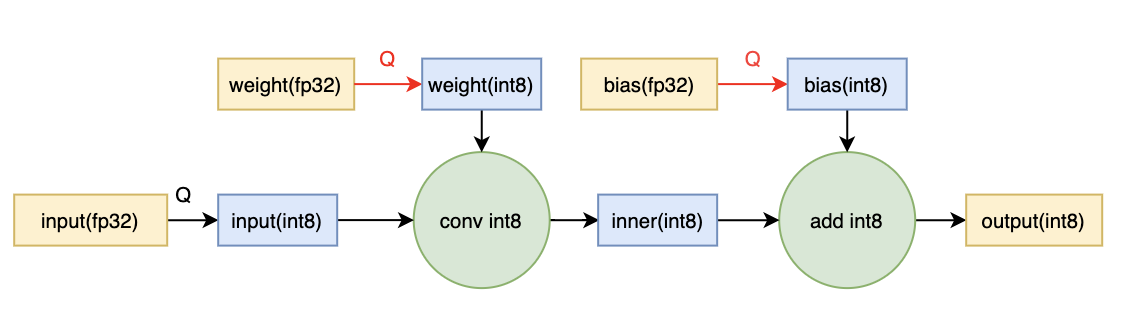 Q
Q
weight(fp32)
weight(int8)
bias(fp32)
bias(int8)
Q
input(fp32)
input(int8)
conv int8
inner(int8)
add int8
output(int8)